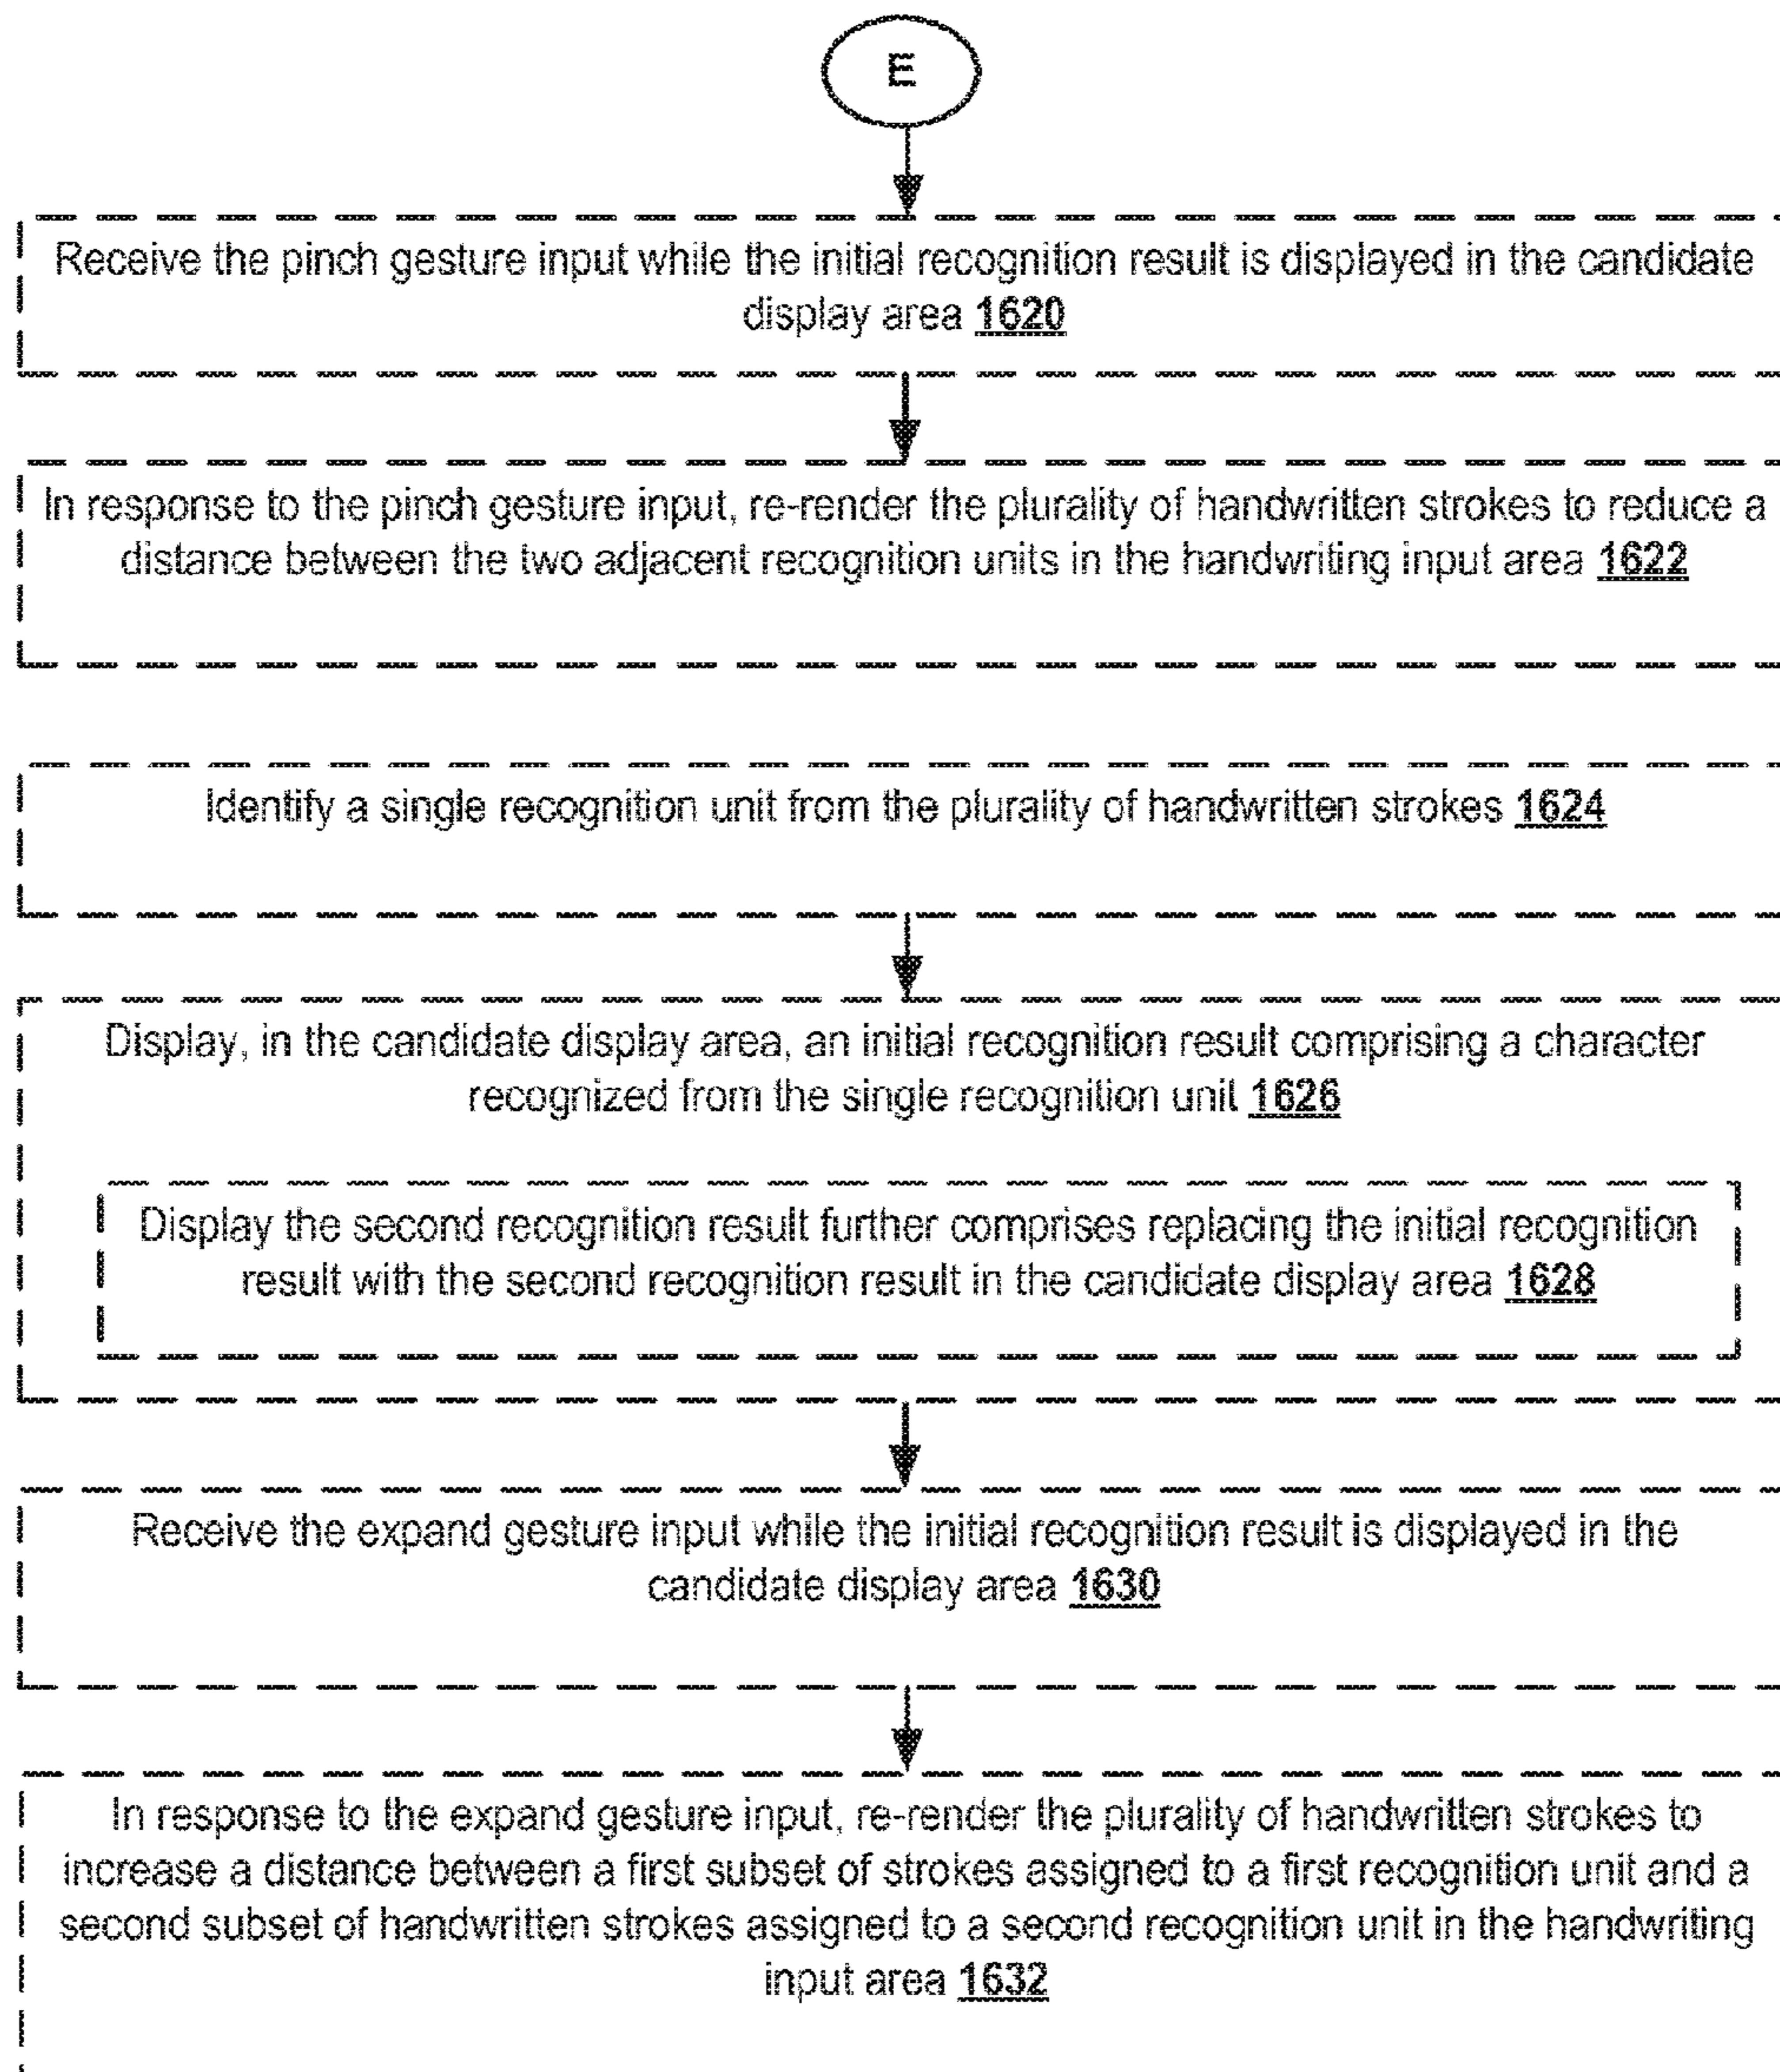 E
Receive the pinch gesture input while the initial recognition result is displayed in the candidate
display area 1620
In response to the pinch gesture input, re-render the plurality of handwritten strokes to reduce a
distance between the two adjacent recognition units in the handwriting input area 1622
Identify a single recognition unit from the plurality of handwritten strokes 1624
Display, in the candidate display area, an initial recognition result comprising a character
recognized from the single recognition unit 1626
Display the second recognition result further comprises replacing the initial recognition
result with the second recognition result in the candidate display area 1628
Receive the expand gesture input while the initial recognition result is displayed in the
candidate display area 1630
In response to the expand gesture input, re-render the plurality of handwritten strokes to
increase a distance between a first subset of strokes assigned to a first recognition unit and a
second subset of handwritten strokes assigned to a second recognition unit in the handwriting
input area 1632